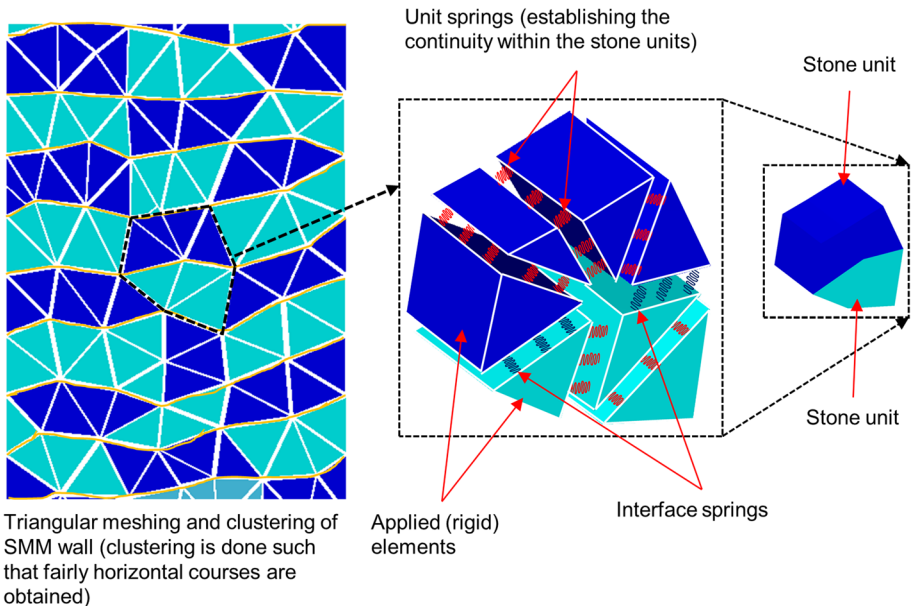 Unit springs (establishing the
continuity within the stone units)
Stone unit
Stone unit
Interface springs
Applied (rigid)
elements
Triangular meshing and clustering of
SMM wall (clustering is done such
that fairly horizontal courses are
obtained)